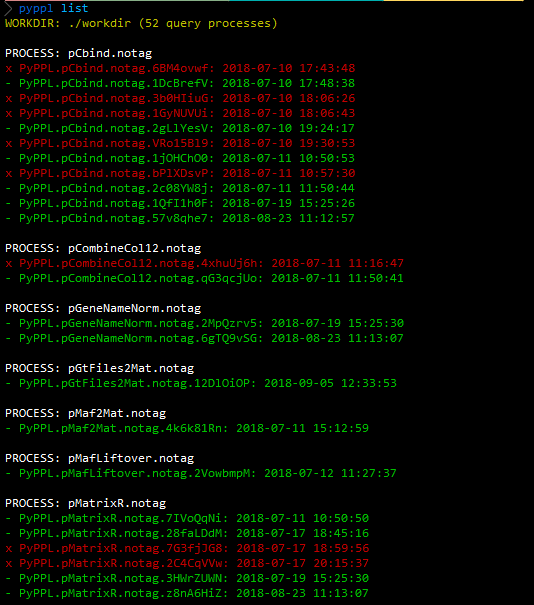 > pyppl list
WORKDIR: ./workdir (52 query processes)
PROCESS: pCbind.notag
x PyPPL.pCbind.notag.6BM4ovwf: 2018-07-10 17:43:48
- PyPPL.pCbind.notag.1DcBrefV: 2018-07-10 17:48:38
x PyPPL.pCbind.notag.3b0HIiuG: 2018-07-10 18:06:26
x PyPPL.pCbind.notag.1GyNUVUi: 2018-07-10 18:06:43
- PyPPL.pCbind.notag.2gLlYesV: 2018-07-10 19:24:17
x PyPPL.pCbind.notag.VRo15819: 2018-07-10 19:30:53
- PyPPL.pCbind.notag.1jOHChO0: 2018-07-11 10:50:53
x PyPPL.pCbind.notag.bP1XDsvP: 2018-07-11 10:57:30
- PyPPL.pCbind.notag.2c08YW8j: 2018-07-11 11:50:44
- PyPPL.pCbind.notag.1QfI1h0F: 2018-07-19 15:25:26
- PyPPL.pCbind.notag.57v8qhe7: 2018-08-23 11:12:57
PROCESS: pCombineCol12.notag
x PyPPL.pCombineCol12.notag.4xhuUj6h: 2018-07-11 11:16:47
- PyPPL.pCombineCol12.notag.qG3qcjUo: 2018-07-11 11:50:41
PROCESS: pGeneNameNorm.notag
- PyPPL.pGeneNameNorm.notag.2MpQzrv5: 2018-07-19 15:25:30
- PyPPL.pGeneNameNorm.notag.6gTQ9vSG: 2018-08-23 11:13:07
PROCESS: pGtFiles2Mat.notag
- PyPPL.pGtFiles2Mat.notag.12DlOiOP: 2018-09-05 12:33:53
PROCESS: pMaf2Mat.notag
- PyPPL.pMaf2Mat.notag.4k6k81Rn: 2018-07-11 15:12:59
PROCESS: pMafLiftover.notag
- PyPPL.pMafLiftover.notag.2VowbmpM: 2018-07-12 11:27:37
PROCESS: pMatrixR.notag
- PyPPL.pMatrixR.notag.7IVoQqNi: 2018-07-11 10:50:50
- PyPPL.pMatrixR.notag.28faLDdM: 2018-07-17 18:45:16
x PyPPL.pMatrixR.notag.7G3fjJG8: 2018-07-17 18:59:56
x PyPPL.pMatrixR.notag.2C4CqVVw: 2018-07-17 20:15:37
- PyPPL.pMatrixR.notag.3HWrZUWN: 2018-07-19 15:25:30
- PyPPL.pMatrixR.notag.z8nA6HiZ: 2018-08-23 11:13:07